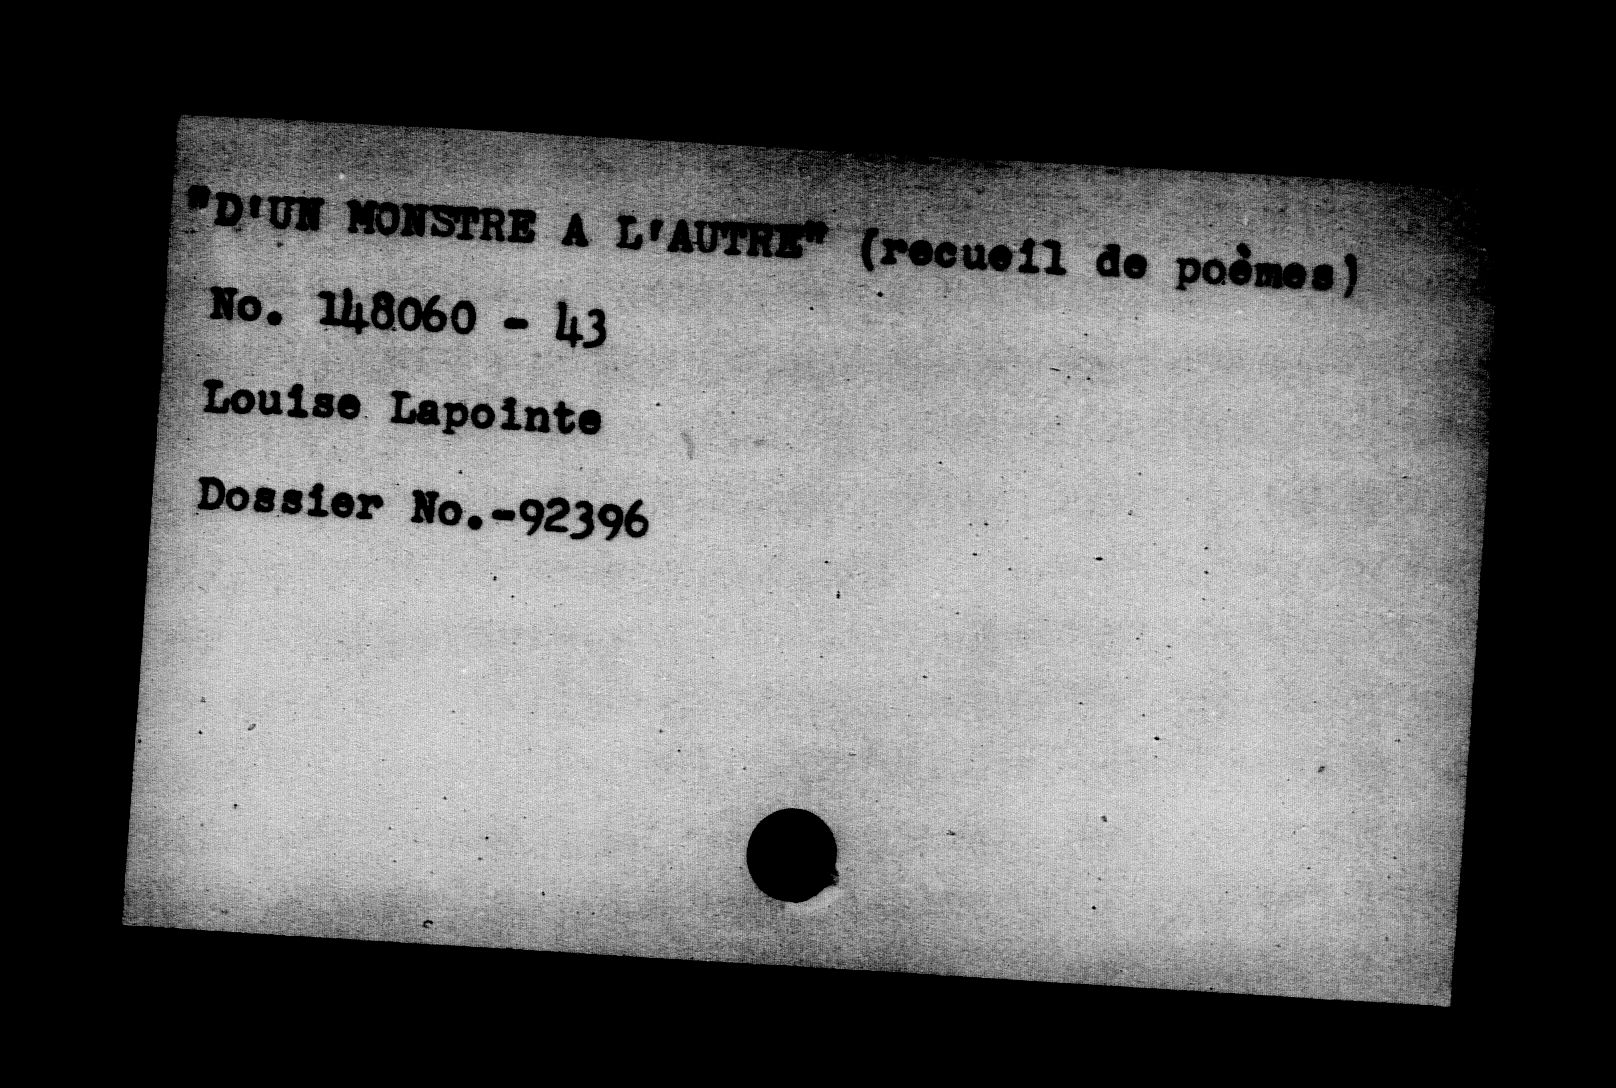 "D'UN MONSTRE A L'AUTRE" (recueil de poèmes)
No. 148060 - 43
Louise Lapointe
Dossier No.-92396